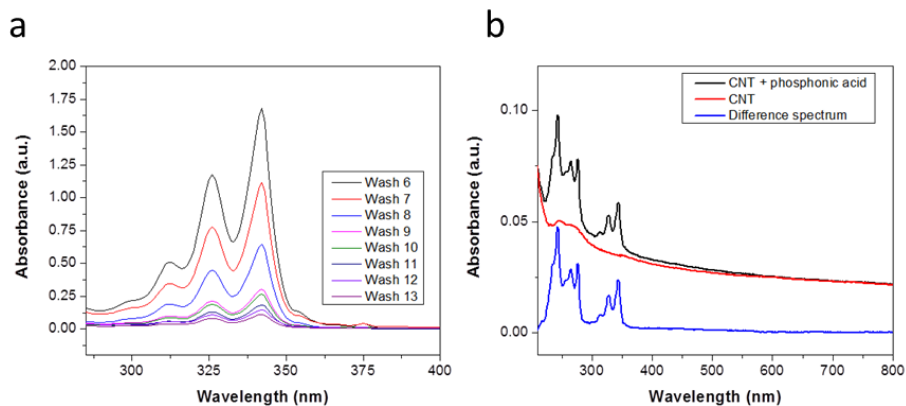 a
b
2.00
1.75
1.50
1.25
1.00
0.75
0.50
0.25
0.00
Absorbance (a.u.)
300
325
350
375
400
Wavelength (nm)
Wash 6
Wash 7
Wash 8
Wash 9
Wash 10
Wash 11
Wash 12
Wash 13
0.10
0.05
0.00
Absorbance (a.u.)
300
400
500
600
700
800
Wavelength (nm)
CNT + phosphonic acid
CNT
Difference spectrum